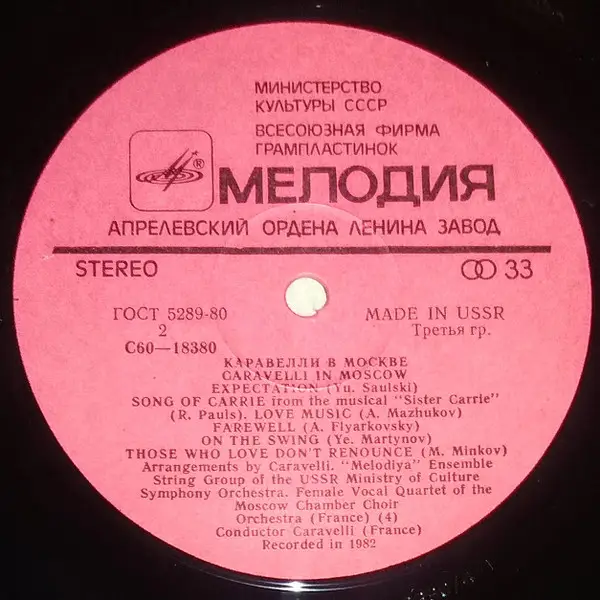 МИНИСТЕРСТВО
КУЛЬТУРЫ СССР
ВСЕСОЮЗНАЯ ФИРМА
ГРАМПЛАСТИНОК
® МЕЛОДИЯ
АПРЕЛЕВСКИЙ ОРДЕНА ЛЕНИНА ЗАВОД
STEREO 33
ГОСТ 5289-80 MADE IN USSR
2 Третья гр.
С60—18380
КАРАВЕЛЛИ В МОСКВЕ
CARAVELLI IN MOSCOW
EXPECTATION (Yu. Saulski)
SONG OF CARRIE from the musical "Sister Carrie"
(R. Pauls). LOVE MUSIC (A. Mazhukov)
FAREWELL (A. Flyarkovsky)
ON THE SWING (Ye. Martynov)
THOSE WHO LOVE DON'T RENOUNCE (M. Minkov)
Arrangements by Caravelli. "Melodiya" Ensemble
String Group of the USSR Ministry of Culture
Symphony Orchestra. Female Vocal Quartet of the
Moscow Chamber Choir
Orchestra (France) (4)
Conductor Caravelli (France)
Recorded in 1982